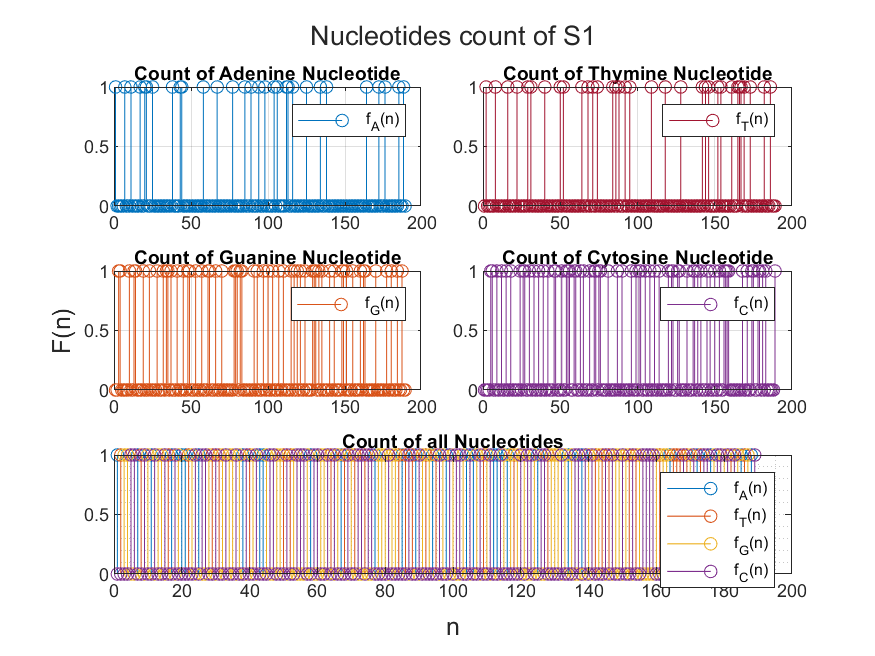 Nucleotides count of S1
Count of Adenine Nucleotide
1
0.5
0
0 50 100 150 200
f_A(n)
Count of Thymine Nucleotide
1
0.5
0
0 50 100 150 200
f_T(n)
Count of Guanine Nucleotide
1
0.5
0
0 50 100 150 200
f_G(n)
Count of Cytosine Nucleotide
1
0.5
0
0 50 100 150 200
f_C(n)
F(n)
Count of all Nucleotides
1
0.5
0
0 20 40 60 80 100 120 140 160 180 200
f_A(n)
f_T(n)
f_G(n)
f_C(n)
n